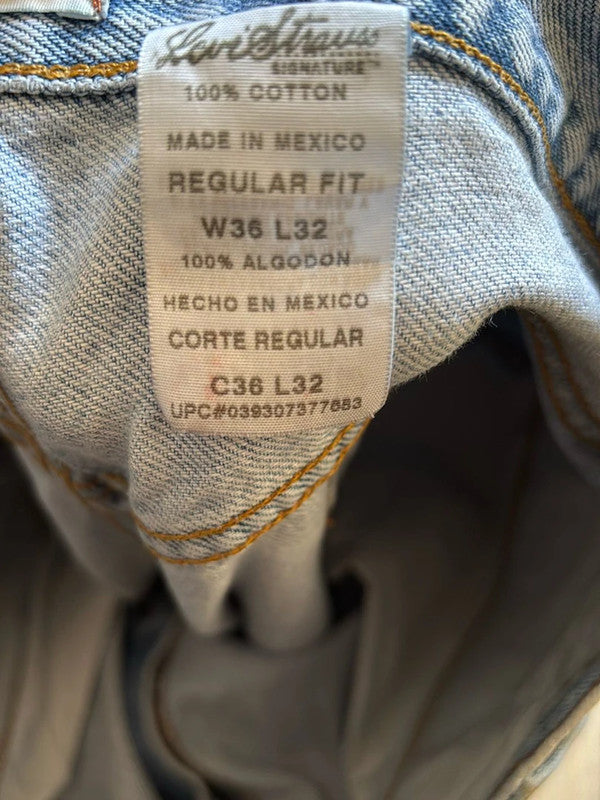 Levi Strauss
SIGNATURE™
100% COTTON
MADE IN MEXICO
REGULAR FIT
W36 L32
100% ALGODON
HECHO EN MEXICO
CORTE REGULAR
C36 L32
UPC#039307377683